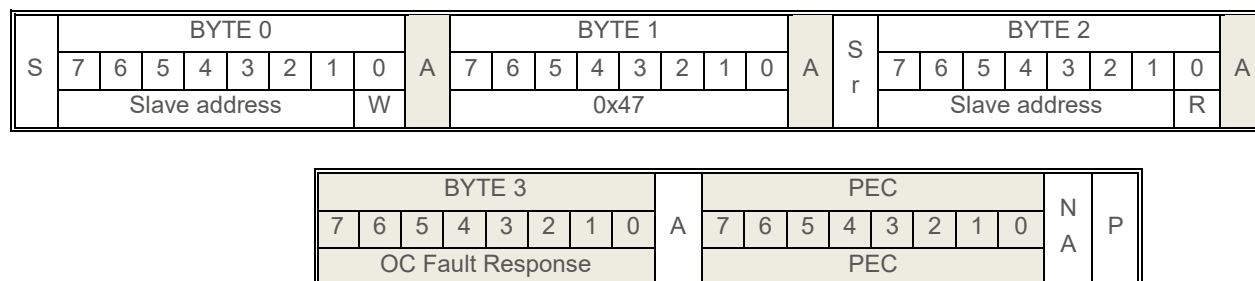 BYTE 0 BYTE 1 BYTE 2
S 7 6 5 4 3 2 1 0 A 7 6 5 4 3 2 1 0 A Sr 7 6 5 4 3 2 1 0 A
Slave address W 0x47 Slave address R
BYTE 3 PEC
7 6 5 4 3 2 1 0 A 7 6 5 4 3 2 1 0 NA P
OC Fault Response PEC